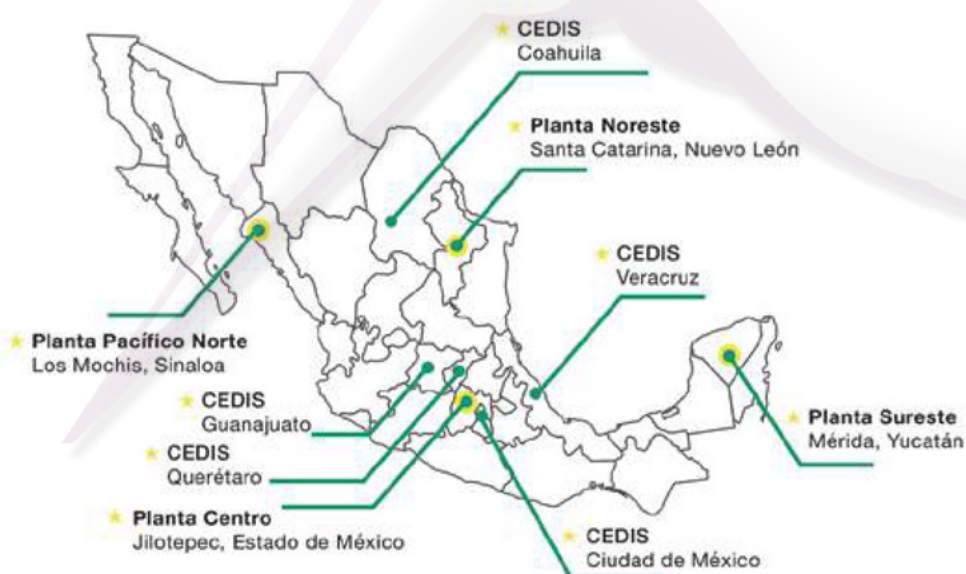 CEDIS
Coahuila
Planta Noreste
Santa Catarina, Nuevo León
CEDIS
Veracruz
Planta Pacífico Norte
Los Mochis, Sinaloa
CEDIS
Guanajuato
Planta Sureste
Mérida, Yucatán
CEDIS
Querétaro
Planta Centro
Jilotepec, Estado de México
CEDIS
Ciudad de México